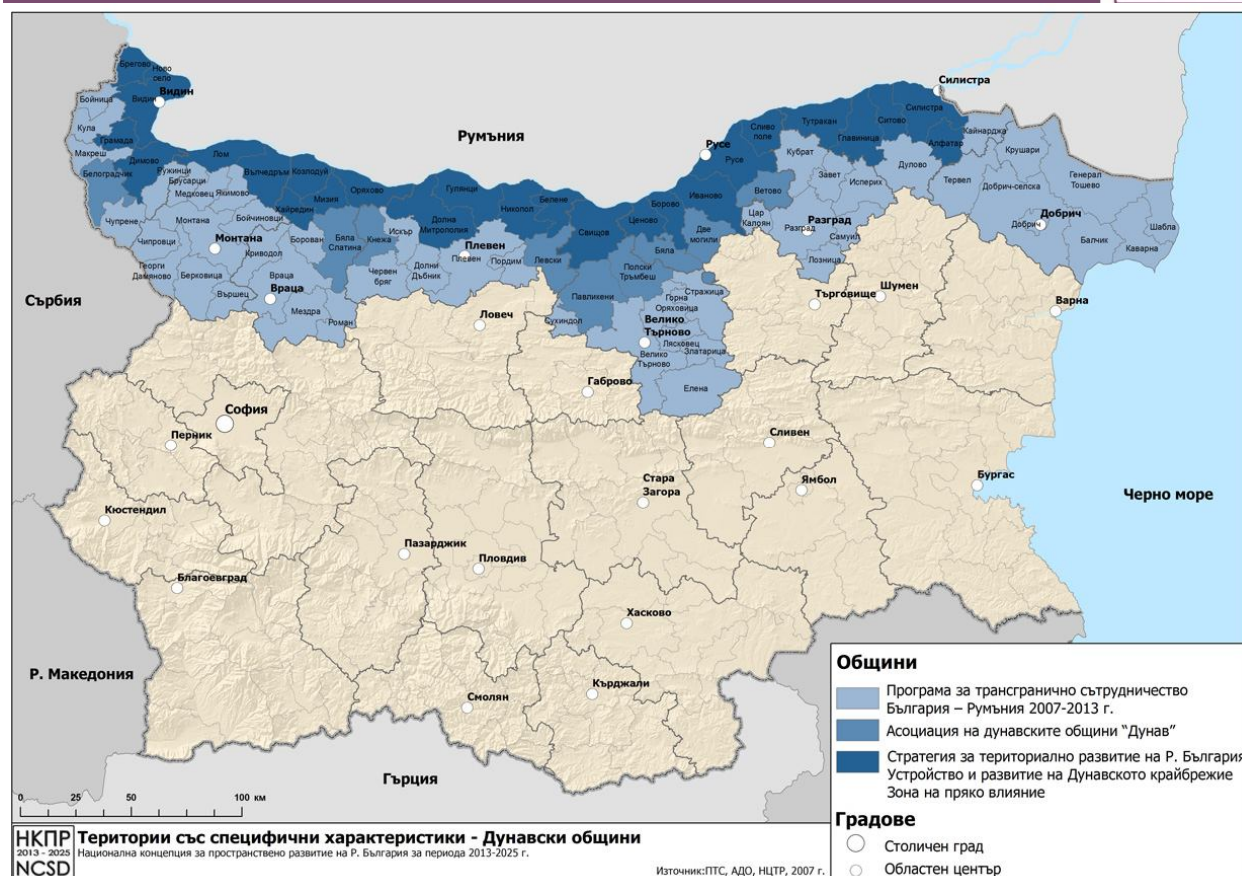 Силистра
Брегово
Ново
село
Видин
Видин
Бойница
Кула
Грамада
Макреш
Димово
Белоградчик
Ружинци
Лом
Брусарци
Медковец
Якимово
Вълчедръм
Козлодуй
Хайредин
Мизия
Оряхово
Чупрене
Монтана
Бойчиновци
Монтана
Чипровци
Криводол
Борован
Бяла
Слатина
Кнежа
Искър
Георги
Дамяново
Берковица
Вършец
Враца
Враца
Мездра
Роман
Румъния
Гулянци
Долна
Митрополия
Никопол
Белене
Плевен
Плевен
Пордим
Долни
Дъбник
Червен
бряг
Левски
Свищов
Ценово
Борово
Иваново
Две
могили
Бяла
Полски
Тръмбеш
Павликени
Сухиндол
Русе
Русе
Сливо
поле
Ветово
Тутракан
Главиница
Ситово
Силистра
Алфатар
Кайнарджа
Кубрат
Завет
Исперих
Дулово
Тервел
Крушари
Добрич-селска
Генерал
Тошево
Добрич
Добрич
Балчик
Каварна
Шабла
Цар
Калоян
Разград
Разград
Самуил
Лозница
Горна
Оряховица
Стражица
Велико
Търново
Лясковец
Златарица
Велико
Търново
Елена
Търговище
Шумен
Варна
Ловеч
Габрово
Сърбия
София
Перник
Кюстендил
Благоевград
Сливен
Стара
Загора
Ямбол
Бургас
Черно море
Пазарджик
Пловдив
Хасково
Р. Македония
Смолян
Кърджали
Гърция
0 25 50 100 км
Общини
Програма за трансгранично сътрудничество
България – Румъния 2007-2013 г.
Асоциация на дунавските общини "Дунав"
Стратегия за териториално развитие на Р. България
Устройство и развитие на Дунавското крайбрежие
Зона на пряко влияние
Градове
Столичен град
Областен център
НКПР
2013 - 2025
NCSD
Територии със специфични характеристики - Дунавски общини
Национална концепция за пространствено развитие на Р. България за периода 2013-2025 г.
Източник:ПТС, АДО, НЦТР, 2007 г.